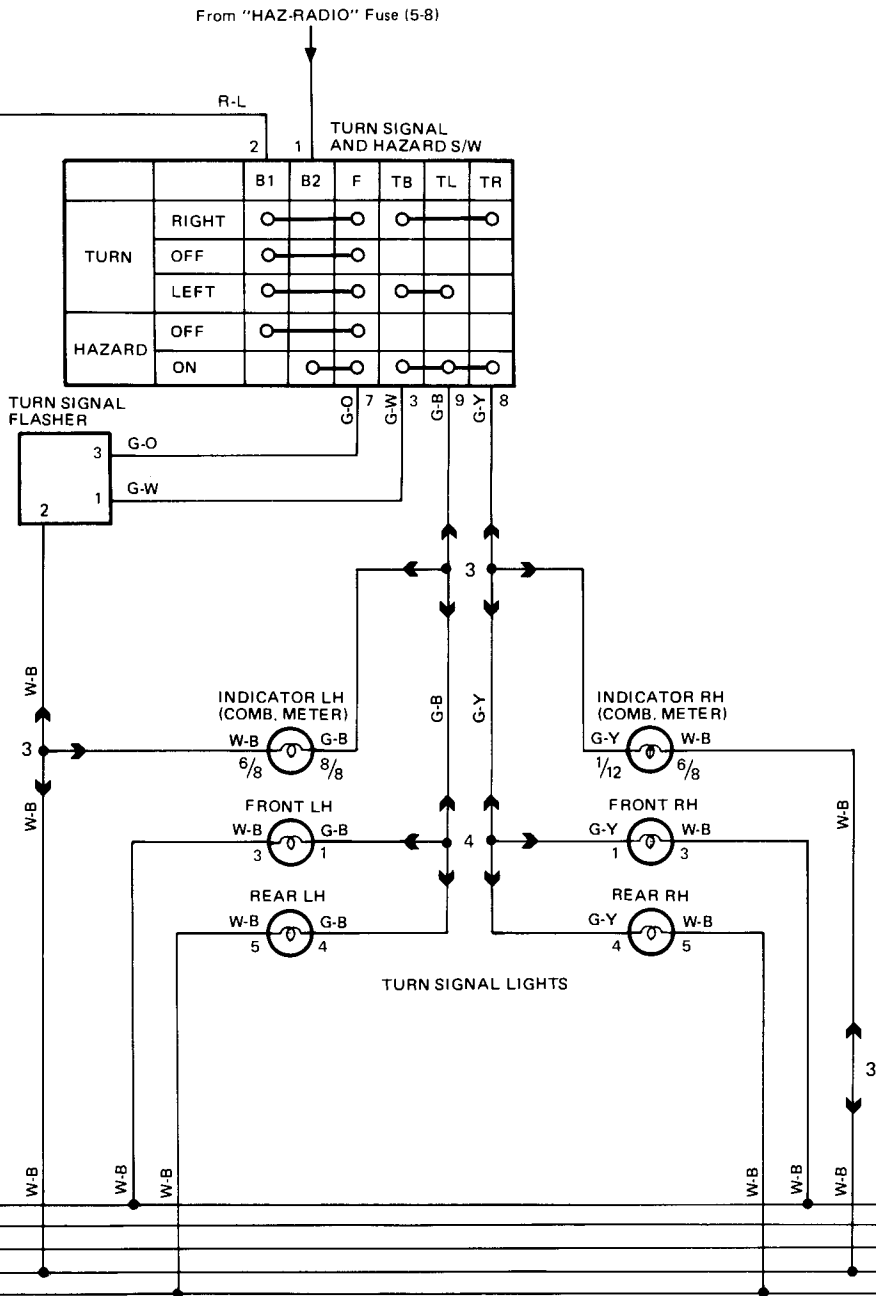 From "HAZ-RADIO" Fuse (5-8)
R-L
TURN SIGNAL
AND HAZARD S/W
2 1
B1 B2 F TB TL TR
TURN
RIGHT
OFF
LEFT
HAZARD
OFF
ON
G-O 7 G-W 3 G-B 9 G-Y 8
TURN SIGNAL
FLASHER
3 G-O
1 G-W
2
3
W-B
G-B
G-Y
INDICATOR LH
(COMB. METER)
W-B G-B
6/8 8/8
INDICATOR RH
(COMB. METER)
G-Y W-B
1/12 6/8
3
W-B
W-B
FRONT LH
W-B G-B
3 1
4
FRONT RH
G-Y W-B
1 3
REAR LH
W-B G-B
5 4
REAR RH
G-Y W-B
4 5
TURN SIGNAL LIGHTS
3
W-B W-B W-B W-B W-B W-B